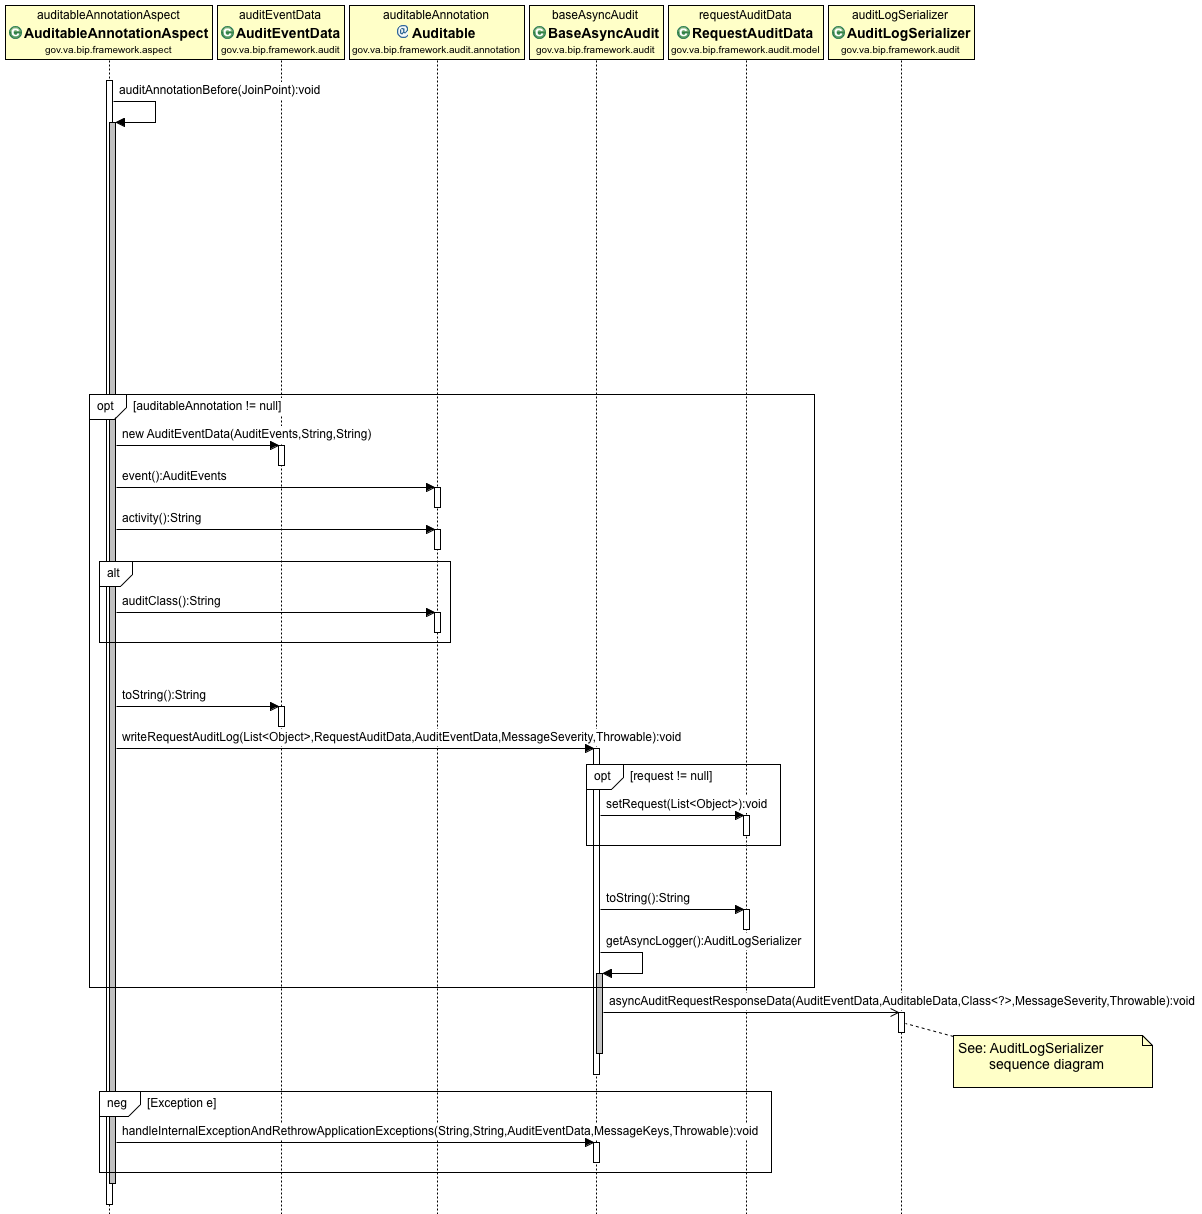 auditableAnnotationAspect
AuditableAnnotationAspect
gov.va.bip.framework.aspect
auditEventData
AuditEventData
gov.va.bip.framework.audit
auditableAnnotation
@ Auditable
gov.va.bip.framework.audit.annotation
baseAsyncAudit
BaseAsyncAudit
gov.va.bip.framework.audit
requestAuditData
RequestAuditData
gov.va.bip.framework.audit.model
auditLogSerializer
AuditLogSerializer
gov.va.bip.framework.audit
auditAnnotationBefore(JoinPoint):void
opt [auditableAnnotation != null]
new AuditEventData(AuditEvents,String,String)
event():AuditEvents
activity():String
alt
auditClass():String
toString():String
writeRequestAuditLog(List<Object>,RequestAuditData,AuditEventData,MessageSeverity,Throwable):void
opt [request != null]
setRequest(List<Object>):void
toString():String
getAsyncLogger():AuditLogSerializer
asyncAuditRequestResponseData(AuditEventData,AuditableData,Class<?>,MessageSeverity,Throwable):void
See: AuditLogSerializer
sequence diagram
neg [Exception e]
handleInternalExceptionAndRethrowApplicationExceptions(String,String,AuditEventData,MessageKeys,Throwable):void